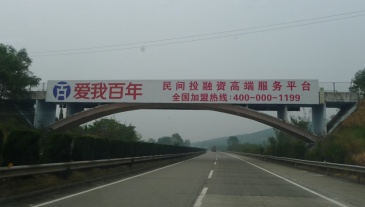 百 爱我百年
民间投融资高端服务平台
全国加盟热线:400-000-1199